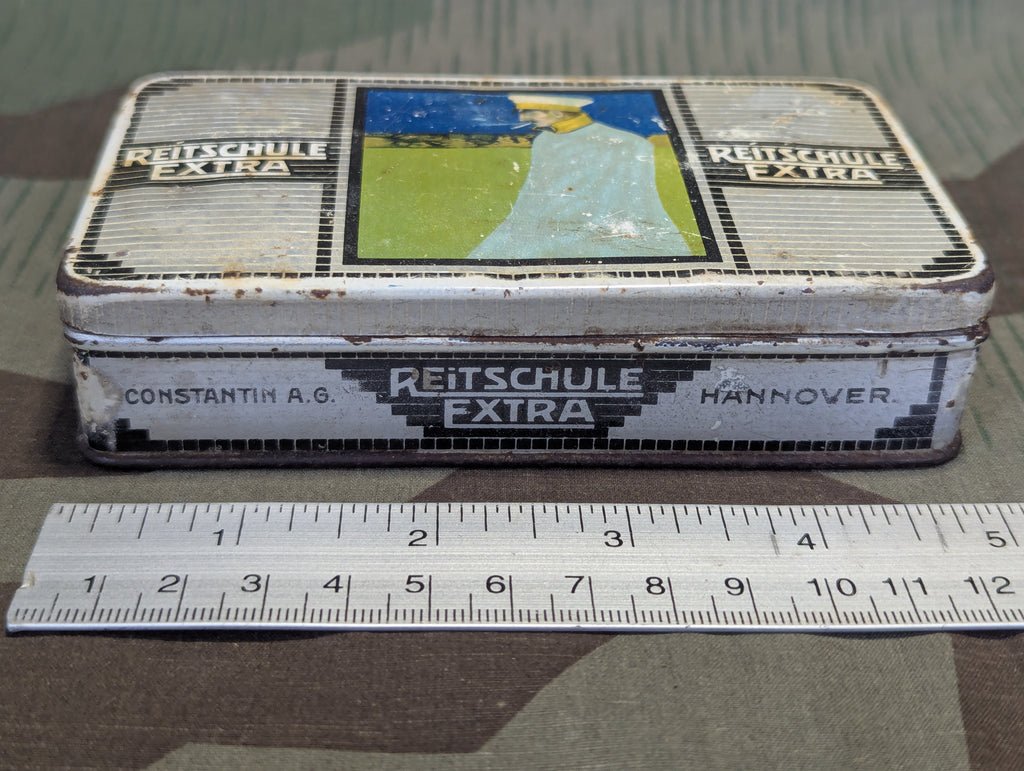 REITSCHULE
EXTRA
REITSCHULE
EXTRA
CONSTANTIN A.G.
REITSCHULE
EXTRA
HANNOVER.
1 2 3 4 5
1 2 3 4 5 6 7 8 9 10 11 12